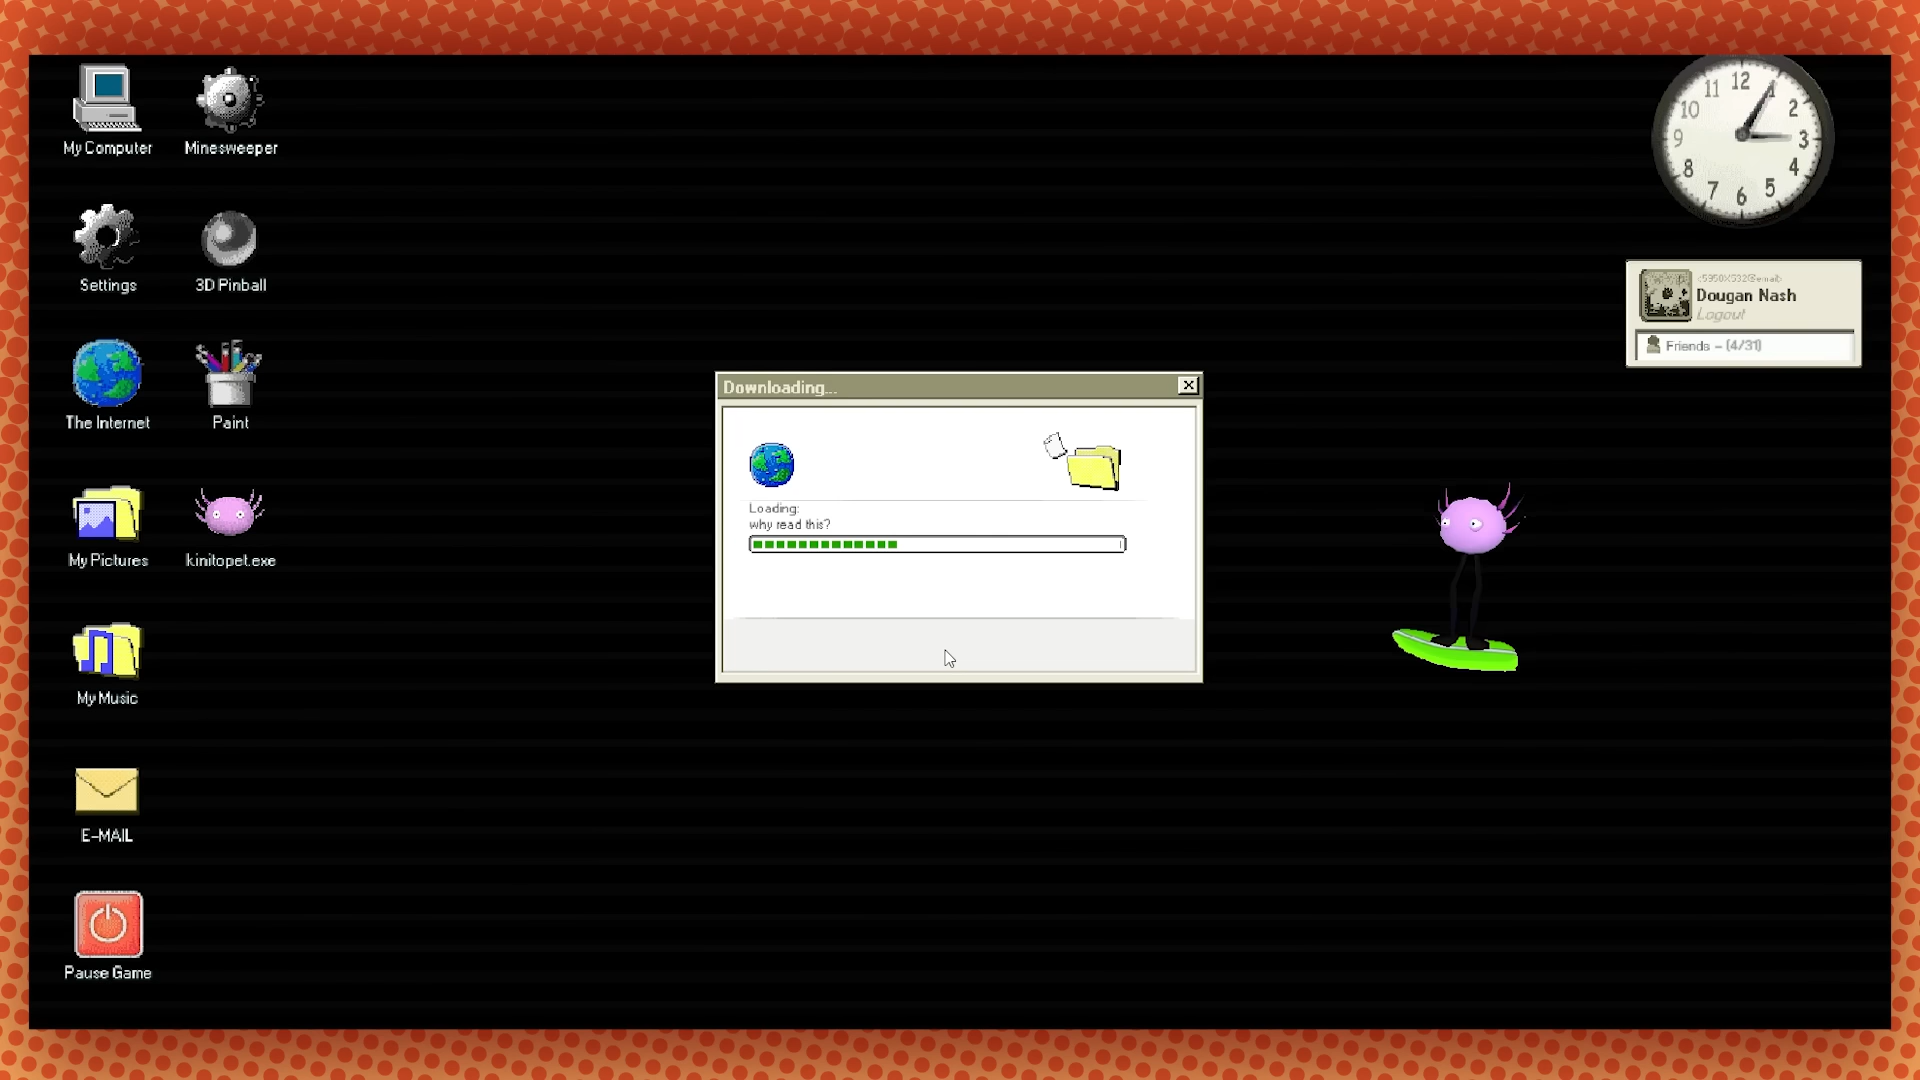 My Computer
Minesweeper
Settings
3D Pinball
The Internet
Paint
My Pictures
kinitopet.exe
My Music
E-MAIL
Pause Game
Downloading...
Loading:
why read this?
12
1
2
3
4
5
6
7
8
9
10
11
Dougan Nash
Logout
Friends - (4/31)